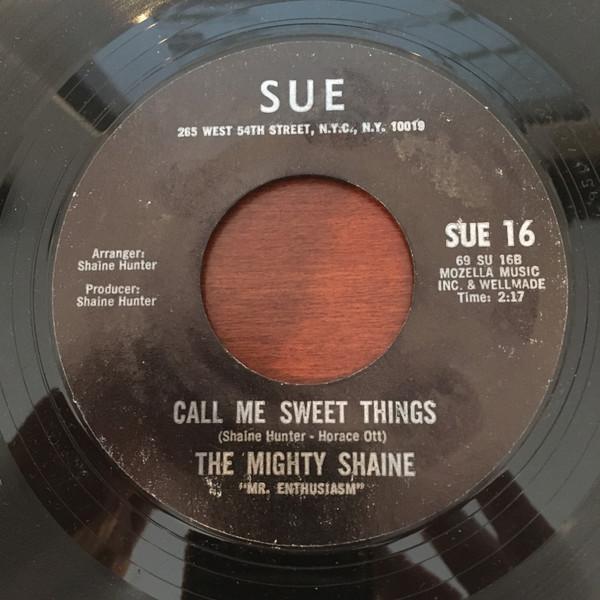 SUE
265 WEST 54TH STREET, N.Y.C., N.Y. 10019
Arranger:
Shaine Hunter
Producer:
Shaine Hunter
SUE 16
69 SU 16B
MOZELLA MUSIC
INC. & WELLMADE
Time: 2:17
CALL ME SWEET THINGS
(Shaine Hunter - Horace Ott)
THE MIGHTY SHAINE
"MR. ENTHUSIASM"